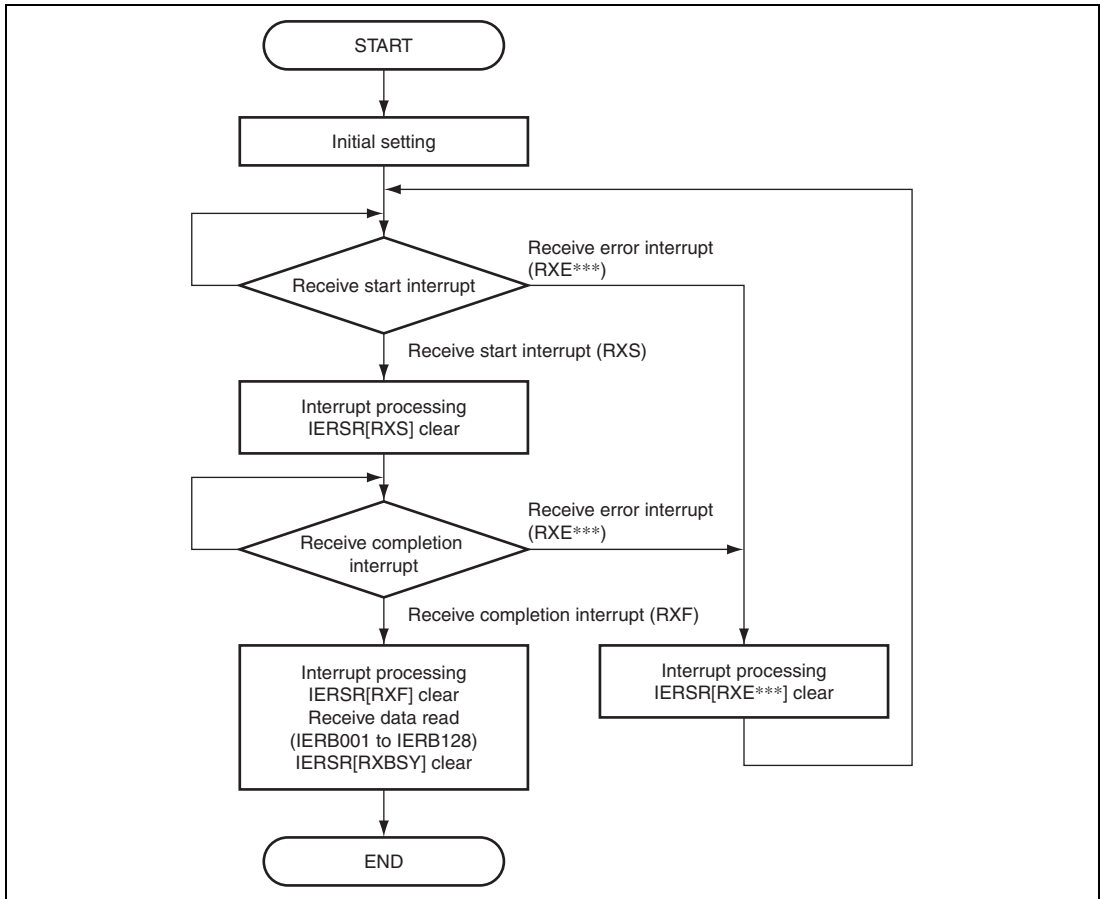 START
Initial setting
Receive error interrupt
(RXE***)
Receive start interrupt
Receive start interrupt (RXS)
Interrupt processing
IERSR[RXS] clear
Receive error interrupt
(RXE***)
Receive completion
interrupt
Receive completion interrupt (RXF)
Interrupt processing
IERSR[RXF] clear
Receive data read
(IERB001 to IERB128)
IERSR[RXBSY] clear
Interrupt processing
IERSR[RXE***] clear
END